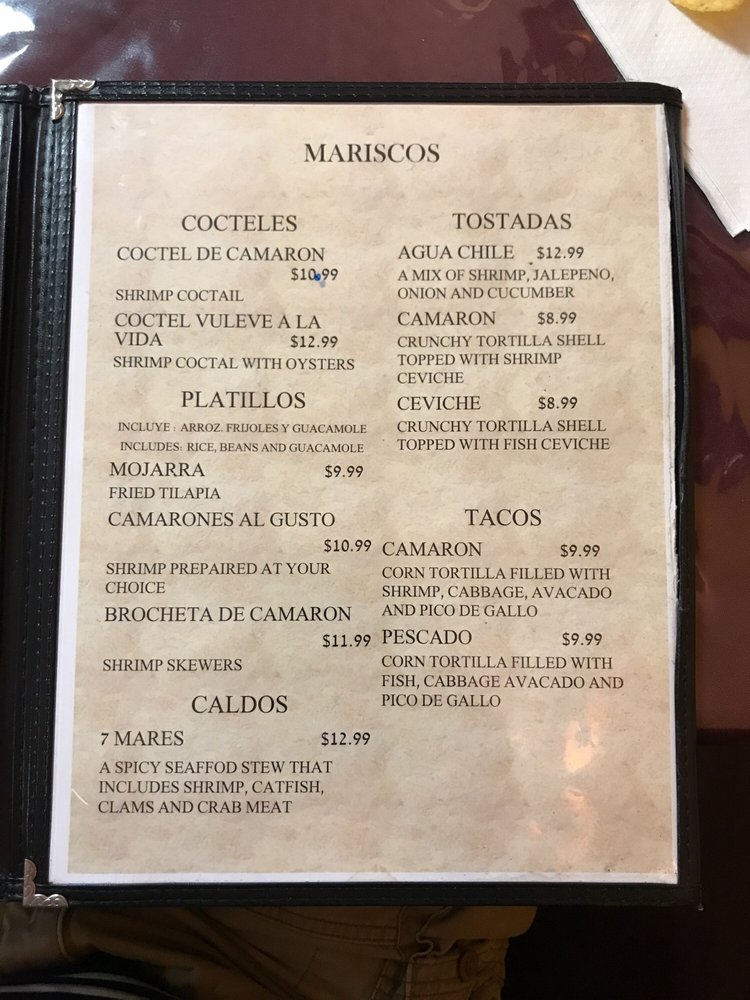 MARISCOS
COCTELES
COCTEL DE CAMARON
$10.99
SHRIMP COCTAIL
COCTEL VULEVE A LA
VIDA $12.99
SHRIMP COCTAL WITH OYSTERS
PLATILLOS
INCLUYE : ARROZ. FRIJOLES Y GUACAMOLE
INCLUDES: RICE, BEANS AND GUACAMOLE
MOJARRA $9.99
FRIED TILAPIA
CAMARONES AL GUSTO
$10.99
SHRIMP PREPAIRED AT YOUR
CHOICE
BROCHETA DE CAMARON
$11.99
SHRIMP SKEWERS
CALDOS
7 MARES $12.99
A SPICY SEAFFOD STEW THAT
INCLUDES SHRIMP, CATFISH,
CLAMS AND CRAB MEAT
TOSTADAS
AGUA CHILE $12.99
A MIX OF SHRIMP, JALEPENO,
ONION AND CUCUMBER
CAMARON $8.99
CRUNCHY TORTILLA SHELL
TOPPED WITH SHRIMP
CEVICHE
CEVICHE $8.99
CRUNCHY TORTILLA SHELL
TOPPED WITH FISH CEVICHE
TACOS
CAMARON $9.99
CORN TORTILLA FILLED WITH
SHRIMP, CABBAGE, AVACADO
AND PICO DE GALLO
PESCADO $9.99
CORN TORTILLA FILLED WITH
FISH, CABBAGE AVACADO AND
PICO DE GALLO